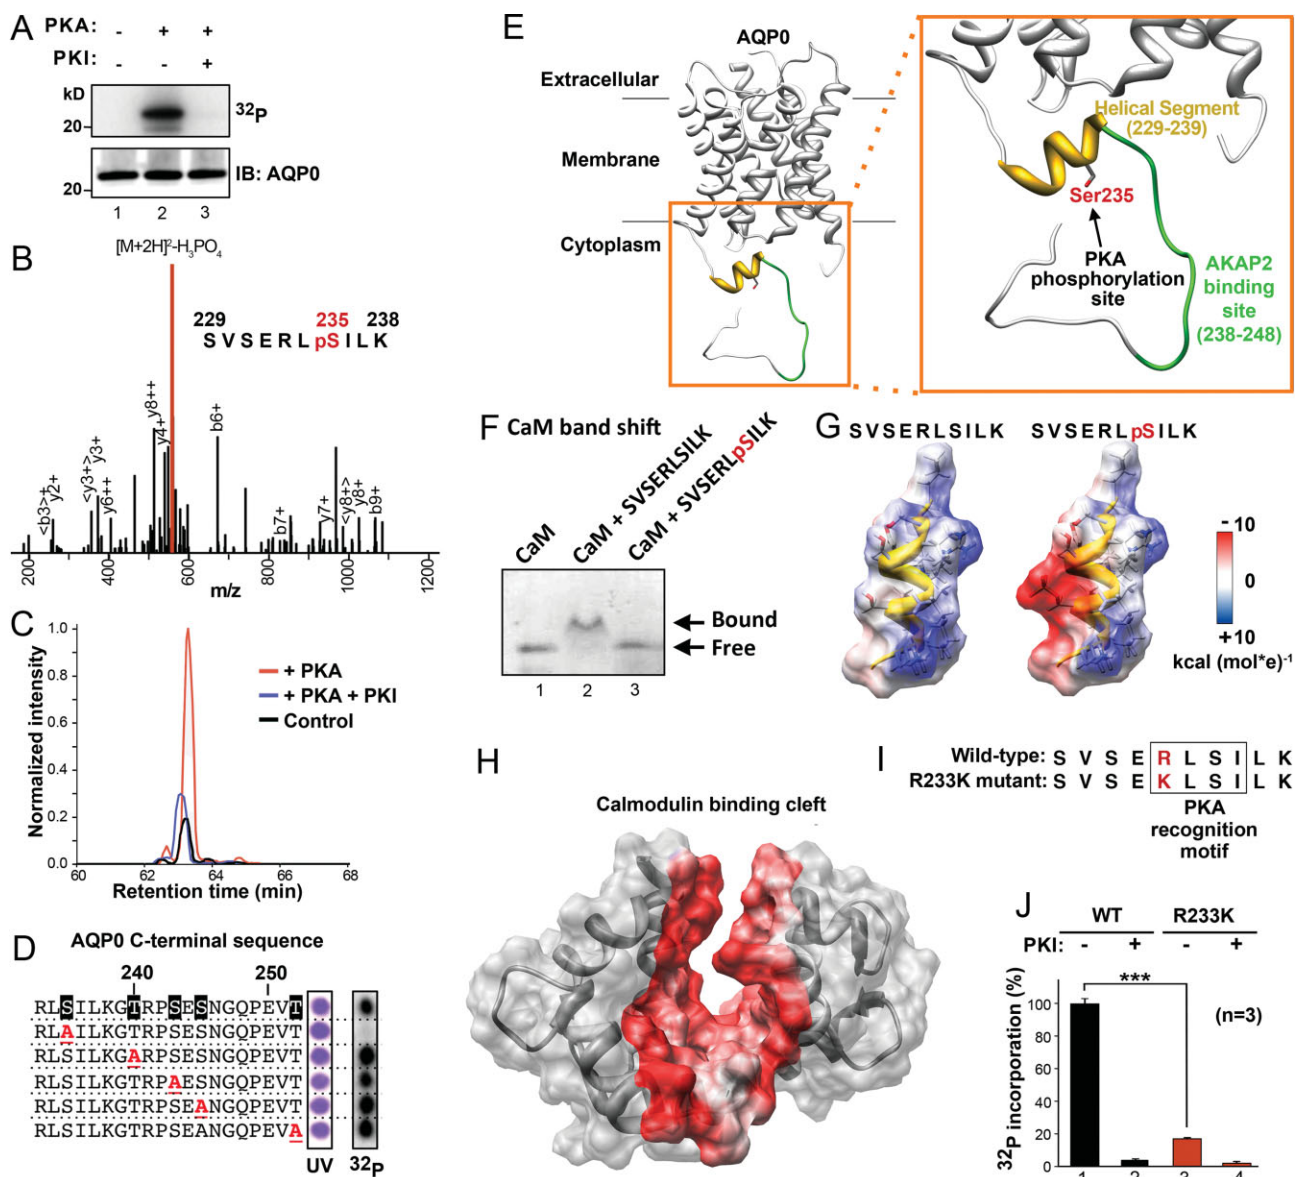 A
PKA: - + +
PKI: - - +
kD
20
32P
20
IB: AQP0
1 2 3
B
[M+2H]2-H3PO4
229 235 238
S V S E R L pS I L K
<b3>+
y2+
<y3+>
y3+
y6++
y8++
y4+
b6+
b7+
y7+
<y8+>
y8+
b9+
200 400 600 800 1000 1200
m/z
C
Normalized intensity
1.0
0.8
0.6
0.4
0.2
0.0
60 62 64 66 68
Retention time (min)
+ PKA
+ PKA + PKI
Control
D
AQP0 C-terminal sequence
240 250
RLSILKGTRPSESNGQPEVT
RLAILKGTRPSESNGQPEVT
RLSILKGARPSESNGQPEVT
RLSILKGTRPAESNGQPEVT
RLSILKGTRPSEANGQPEVT
RLSILKGTRPSEANGQPEVA
UV 32P
E
AQP0
Extracellular
Membrane
Cytoplasm
Helical Segment
(229-239)
Ser235
PKA
phosphorylation
site
AKAP2
binding
site
(238-248)
F
CaM band shift
CaM
CaM + SVSERLSILK
CaM + SVSERLpSILK
Bound
Free
1 2 3
G
SVSERLSILK SVSERLpSILK
- 10
0
+ 10
kcal (mol*e)-1
H
Calmodulin binding cleft
I
Wild-type: S V S E R L S I L K
R233K mutant: S V S E K L S I L K
PKA
recognition
motif
J
WT R233K
PKI: - + - +
32P incorporation (%)
100
80
60
40
20
0
***
(n=3)
1 2 3 4